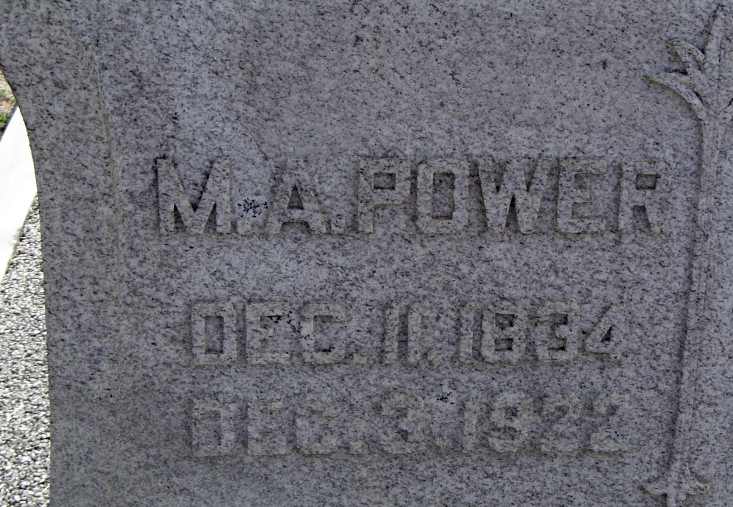 M. A. POWER
DEC. 11, 1834
DEC. 3, 1922